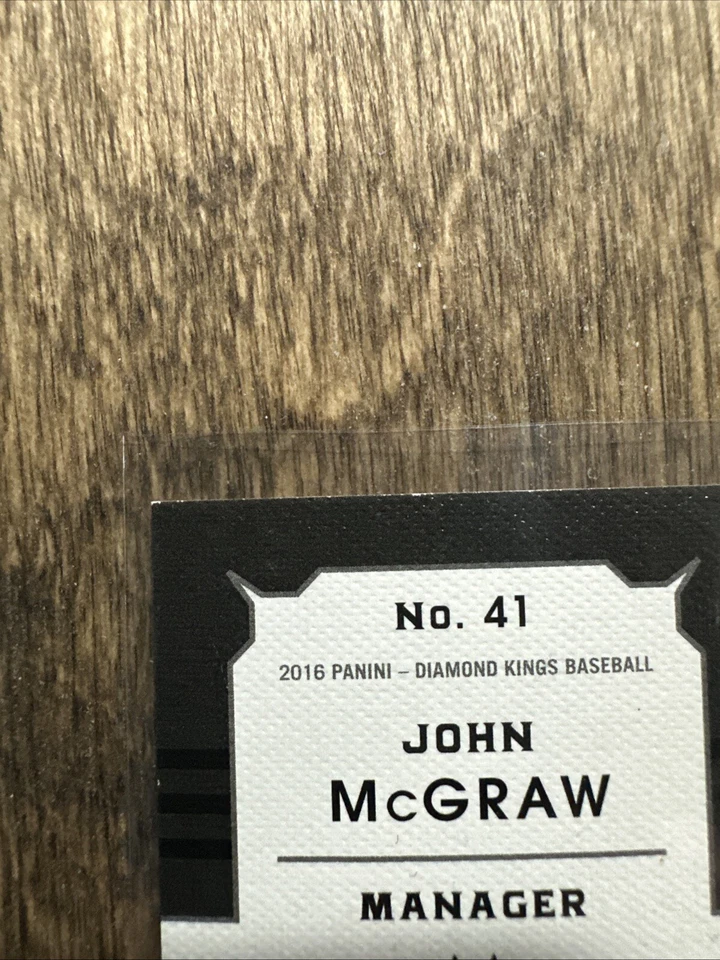 No. 41
2016 PANINI – DIAMOND KINGS BASEBALL
JOHN
McGRAW
MANAGER